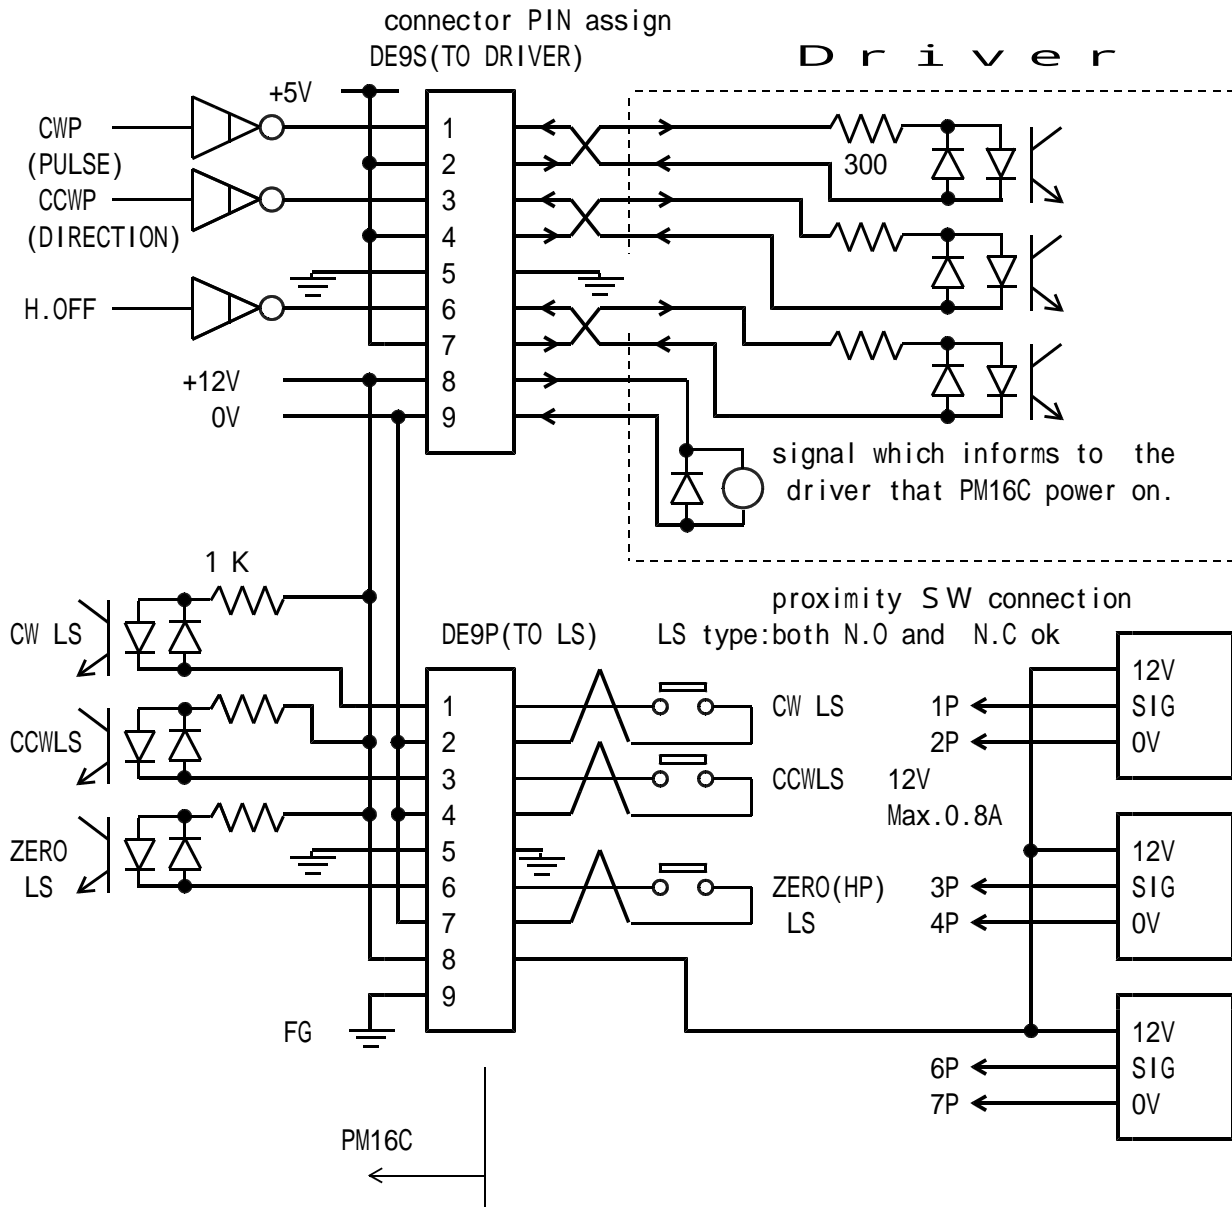 connector PIN assign
DE9S(TO DRIVER)
Driver
+5V
CWP
(PULSE)
CCWP
(DIRECTION)
H.OFF
+12V
0V
1
2
3
4
5
6
7
8
9
300
signal which informs to the
driver that PM16C power on.
1 K
CW LS
CCWLS
ZERO
LS
DE9P(TO LS)
1
2
3
4
5
6
7
8
9
FG
proximity SW connection
LS type:both N.O and N.C ok
CW LS
CCWLS
12V
Max.0.8A
ZERO(HP)
LS
1P
2P
12V
SIG
0V
3P
4P
12V
SIG
0V
6P
7P
12V
SIG
0V
PM16C